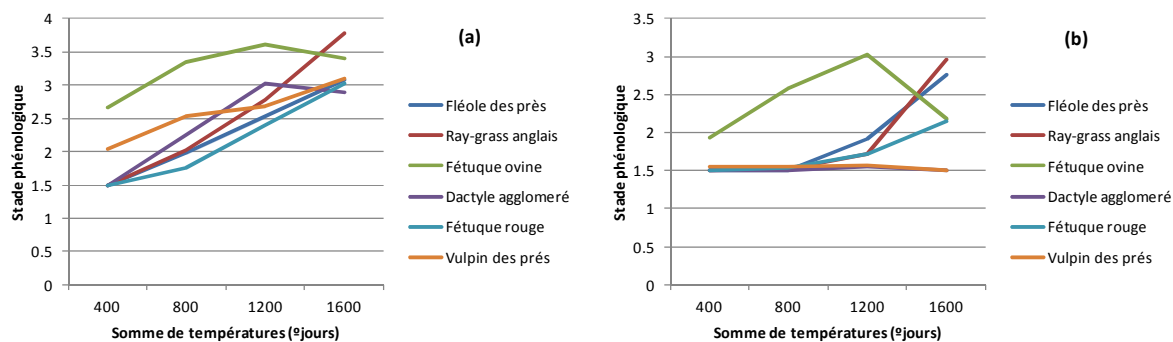 (a)
Stade phénologique
4
3.5
3
2.5
2
1.5
1
0.5
0
400 800 1200 1600
Somme de températures (ºjours)
Fléole des près
Ray-grass anglais
Fétuque ovine
Dactyle agglomeré
Fétuque rouge
Vulpin des prés
(b)
Stade phénologique
3.5
3
2.5
2
1.5
1
0.5
0
400 800 1200 1600
Somme de températures (ºjours)
Fléole des près
Ray-grass anglais
Fétuque ovine
Dactyle agglomeré
Fétuque rouge
Vulpin des prés